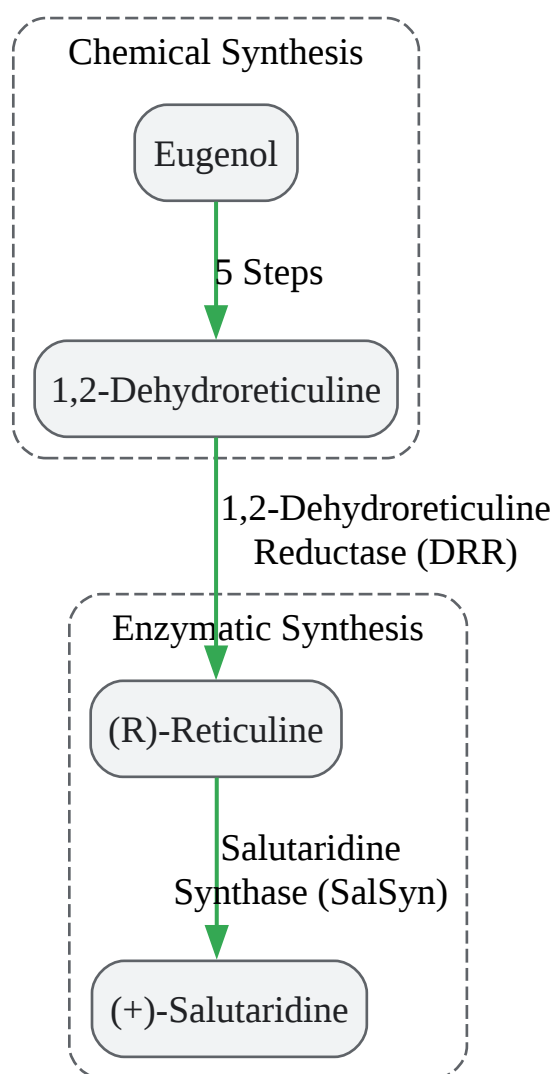 Chemical Synthesis
Eugenol
5 Steps
1,2-Dehydroreticuline
1,2-Dehydroreticuline
Reductase (DRR)
Enzymatic Synthesis
(R)-Reticuline
Salutaridine
Synthase (SalSyn)
(+)-Salutaridine